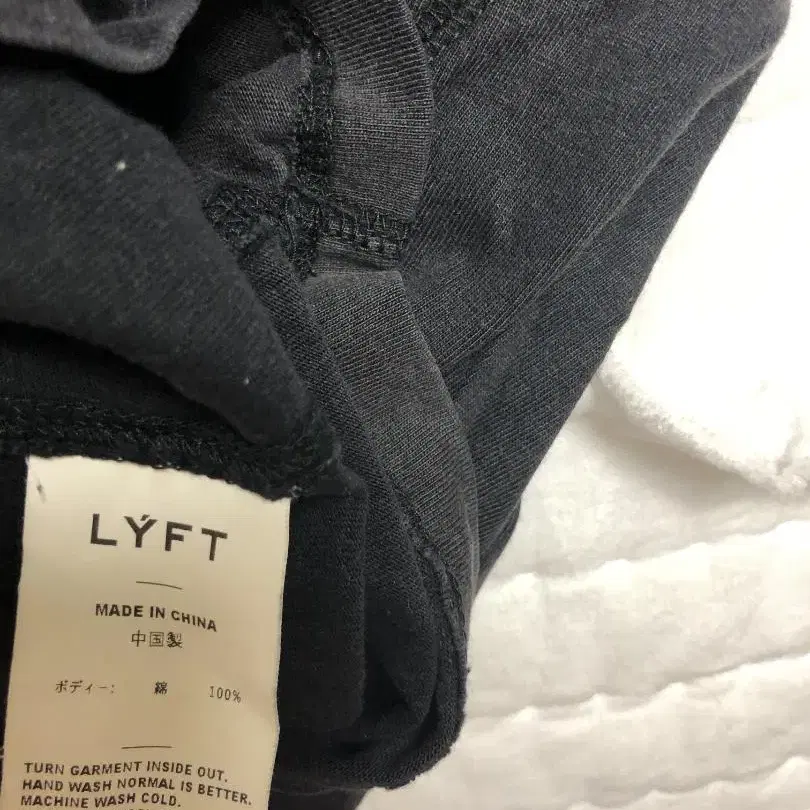 LÝFT
MADE IN CHINA
中国製
ボディー: 綿 100%
TURN GARMENT INSIDE OUT.
HAND WASH NORMAL IS BETTER.
MACHINE WASH COLD.